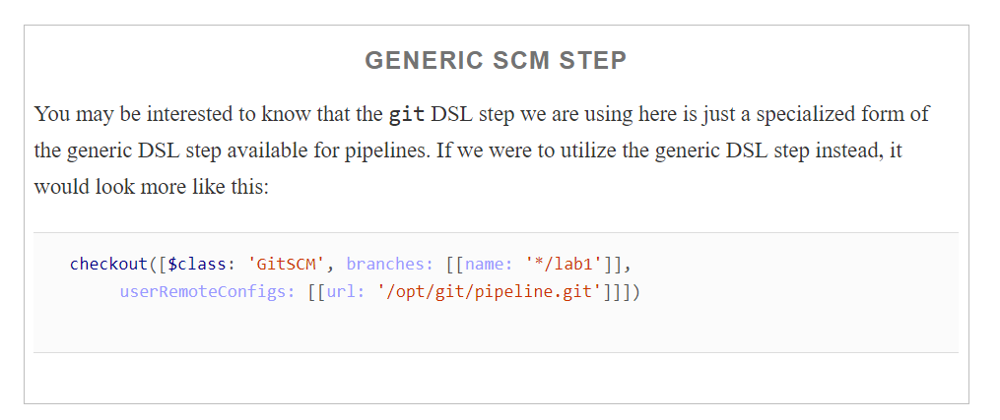 GENERIC SCM STEP
You may be interested to know that the git DSL step we are using here is just a specialized form of
the generic DSL step available for pipelines. If we were to utilize the generic DSL step instead, it
would look more like this:
checkout([$class: 'GitSCM', branches: [[name: '*/lab1']],
userRemoteConfigs: [[url: '/opt/git/pipeline.git']]])